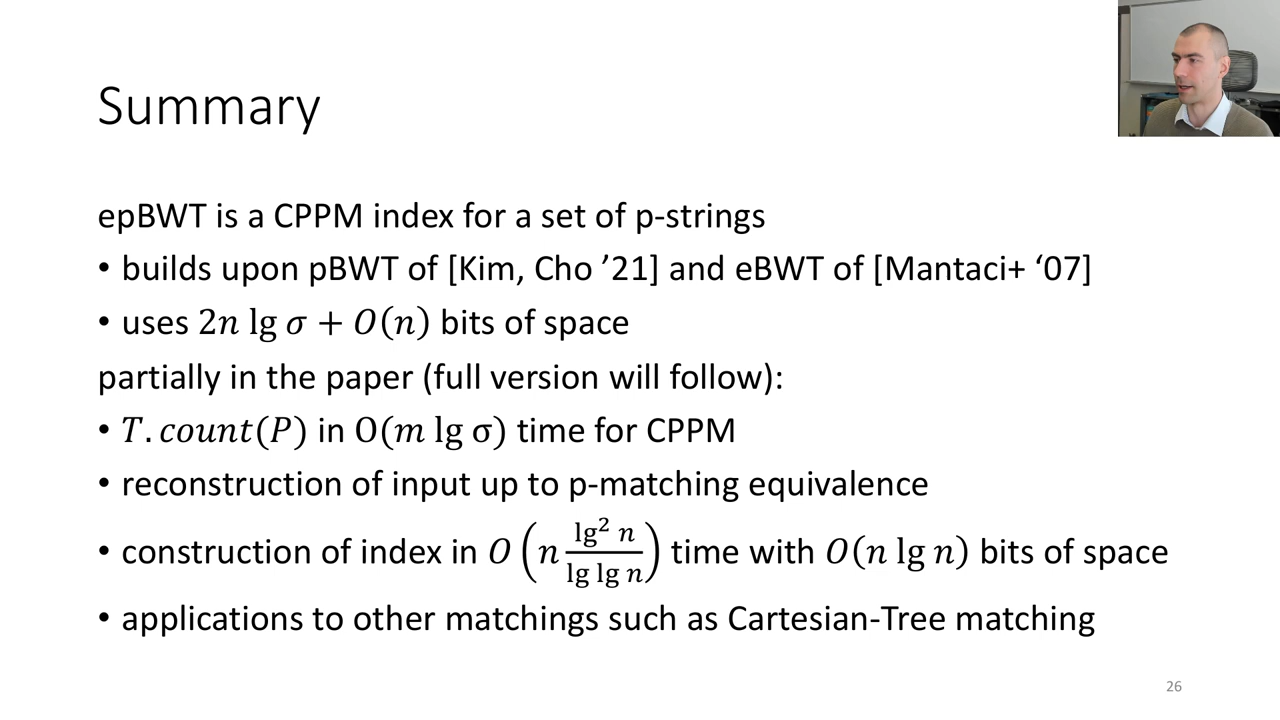 Summary
epBWT is a CPPM index for a set of p-strings
• builds upon pBWT of [Kim, Cho ’21] and eBWT of [Mantaci+ ‘07]
• uses 2𝑛 lg 𝜎 + 𝑂(𝑛) bits of space
partially in the paper (full version will follow):
• 𝑇. 𝑐𝑜𝑢𝑛𝑡(𝑃) in O(𝑚 lg σ) time for CPPM
• reconstruction of input up to p-matching equivalence
• construction of index in 𝑂(𝑛 lg² 𝑛 / lg lg 𝑛) time with 𝑂(𝑛 lg 𝑛) bits of space
• applications to other matchings such as Cartesian-Tree matching
26